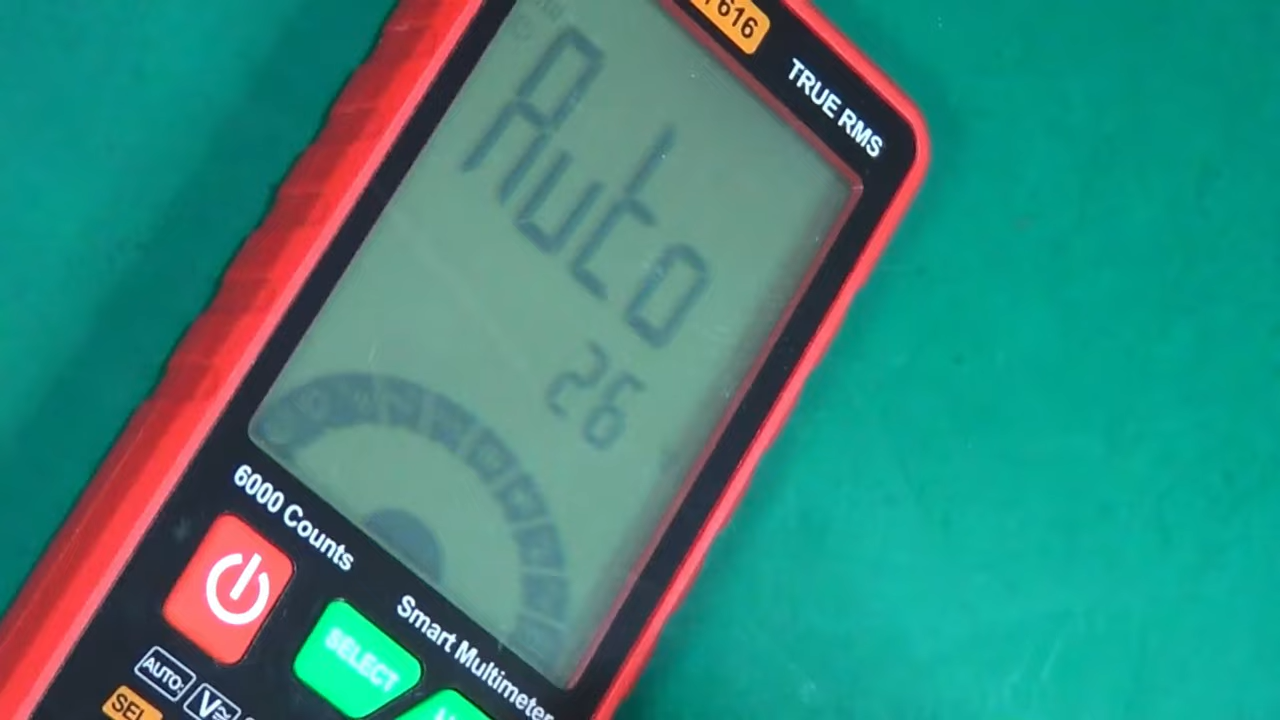 616
TRUE RMS
Auto
26
6000 Counts
Smart Multimeter
SELECT
AUTO
V≂
SEL